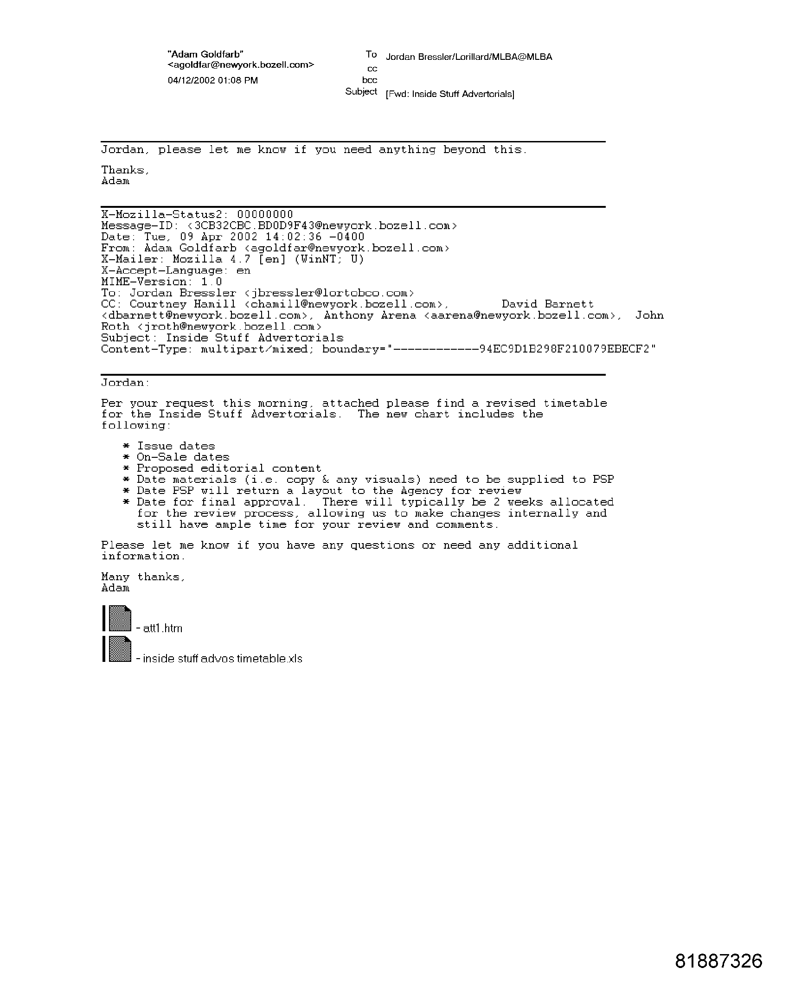 "Adam Goldfarb"
<agoldfar@newyork.bozell.com>
04/12/2002 01:08 PM
To Jordan Bressler/Lorillard/MLBA@MLBA
cc
bcc
Subject [Fwd: Inside Stuff Advertorials]
Jordan, please let me know if you need anything beyond this.
Thanks,
Adam
X-Mozilla-Status2: 00000000
Message-ID: <3CB32CBC.BD0D9F43@newyork.bozell.com>
Date: Tue, 09 Apr 2002 14:02:36 -0400
From: Adam Goldfarb <agoldfar@newyork.bozell.com>
X-Mailer: Mozilla 4.7 [en] (WinNT; U)
X-Accept-Language: en
MIME-Version: 1.0
To: Jordan Bressler <jbressler@lortobco.com>
CC: Courtney Hamill <chamill@newyork.bozell.com>, David Barnett
<dbarnett@newyork.bozell.com>, Anthony Arena <aarena@newyork.bozell.com>, John
Roth <jroth@newyork.bozell.com>
Subject: Inside Stuff Advertorials
Content-Type: multipart/mixed; boundary="------------94EC9D1B298F210079EBECF2"
Jordan:
Per your request this morning, attached please find a revised timetable
for the Inside Stuff Advertorials. The new chart includes the
following:
* Issue dates
* On-Sale dates
* Proposed editorial content
* Date materials (i.e. copy & any visuals) need to be supplied to PSP
* Date PSP will return a layout to the Agency for review
* Date for final approval. There will typically be 2 weeks allocated
for the review process, allowing us to make changes internally and
still have ample time for your review and comments.
Please let me know if you have any questions or need any additional
information.
Many thanks,
Adam
- att1.htm
- inside stuff advos timetable.xls
81887326